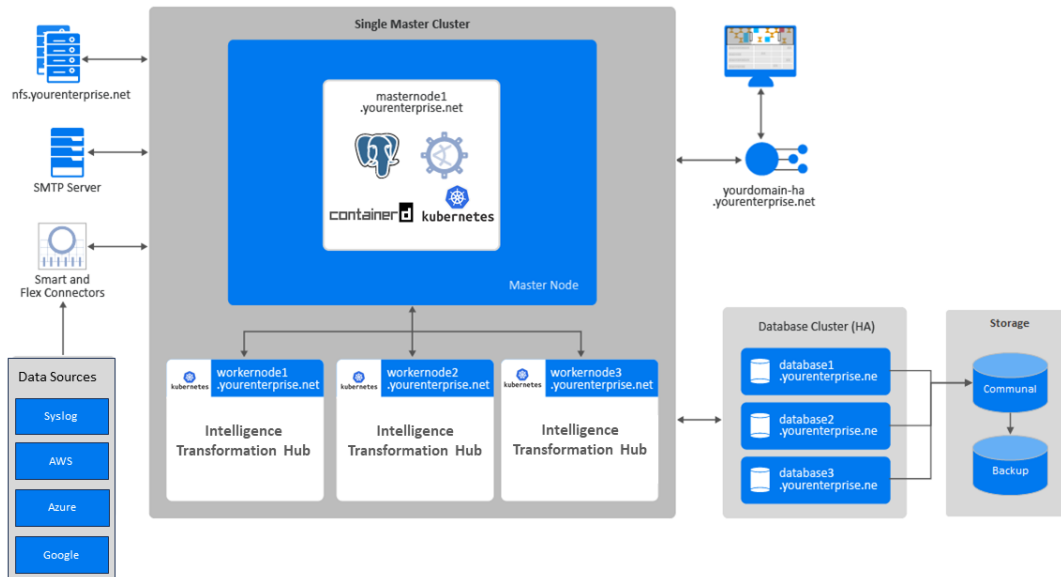 Single Master Cluster
nfs.yourenterprise.net
SMTP Server
Smart and
Flex Connectors
Data Sources
Syslog
AWS
Azure
Google
masternode1
.yourenterprise.net
containerd
kubernetes
Master Node
kubernetes
workernode1
.yourenterprise.net
Intelligence
Transformation Hub
kubernetes
workernode2
.yourenterprise.net
Intelligence
Transformation Hub
kubernetes
workernode3
.yourenterprise.net
Intelligence
Transformation Hub
yourdomain-ha
.yourenterprise.net
Database Cluster (HA)
database1
.yourenterprise.ne
database2
.yourenterprise.ne
database3
.yourenterprise.ne
Storage
Communal
Backup